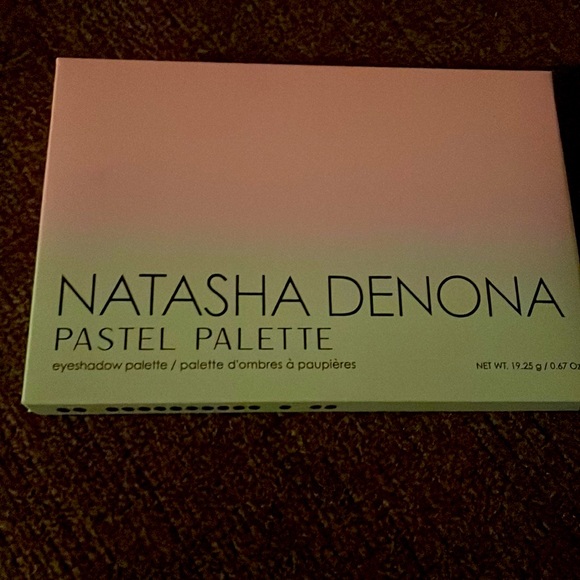 NATASHA DENONA
PASTEL PALETTE
eyeshadow palette / palette d'ombres à paupières
NET WT. 19.25 g / 0.67 Oz